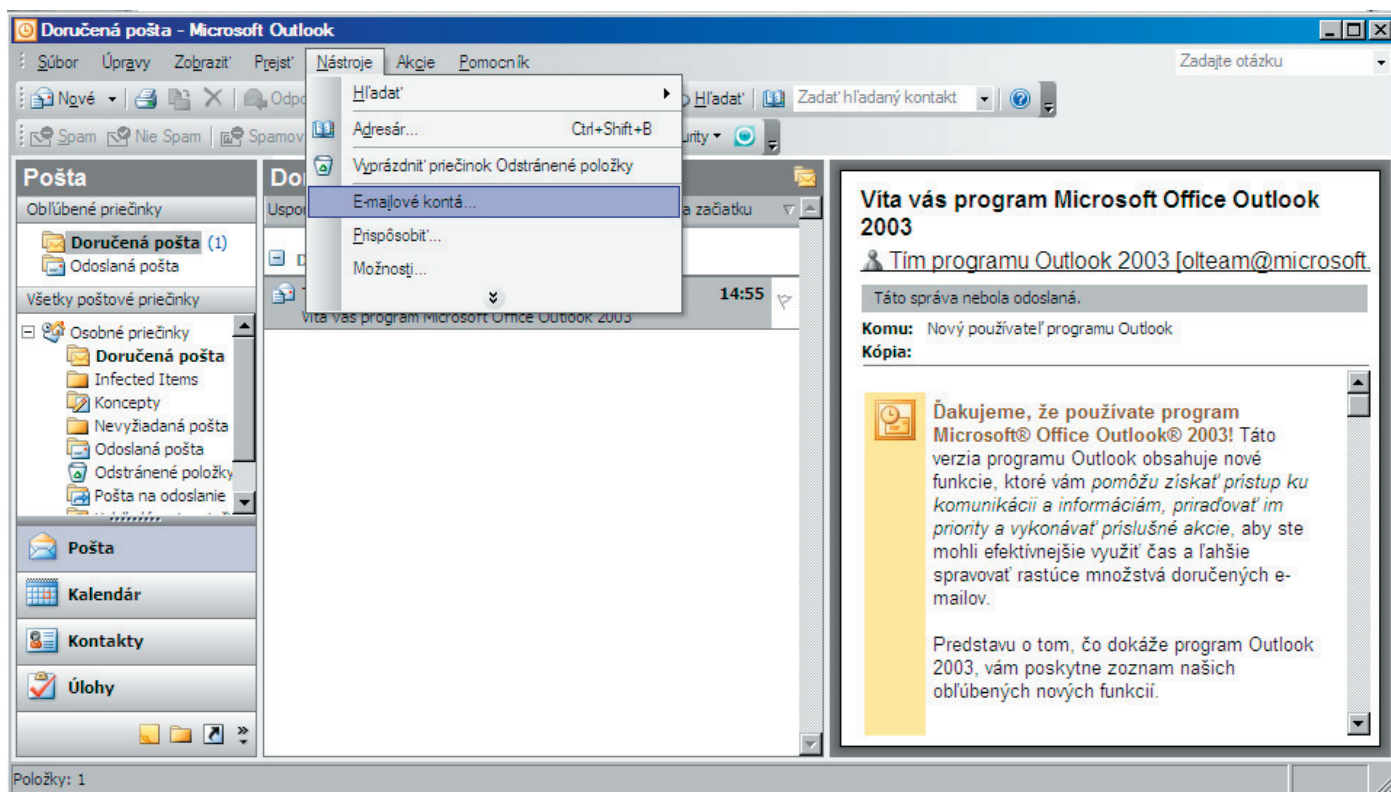 Doručená pošta - Microsoft Outlook
Súbor Úpravy Zobraziť Prejsť Nástroje Akcie Pomocník Zadajte otázku
Nové Odpo Hľadať Zadať hľadaný kontakt
Spam Nie Spam Spamov urity
Hľadať
Adresár... Ctrl+Shift+B
Vyprázdniť priečinok Odstránené položky
E-mailové kontá...
Prispôsobiť...
Možnosti...
Pošta
Obľúbené priečinky
Doručená pošta (1)
Odoslaná pošta
Všetky poštové priečinky
Osobné priečinky
Doručená pošta
Infected Items
Koncepty
Nevyžiadaná pošta
Odoslaná pošta
Odstránené položky
Pošta na odoslanie
Pošta
Kalendár
Kontakty
Úlohy
Do
Uspor a začiatku
14:55
Víta vás program Microsoft Office Outlook 2003
Víta vás program Microsoft Office Outlook
2003
Tím programu Outlook 2003 [olteam@microsoft.
Táto správa nebola odoslaná.
Komu: Nový používateľ programu Outlook
Kópia:
Ďakujeme, že používate program
Microsoft® Office Outlook® 2003! Táto
verzia programu Outlook obsahuje nové
funkcie, ktoré vám pomôžu získať prístup ku
komunikácii a informáciám, priraďovať im
priority a vykonávať príslušné akcie, aby ste
mohli efektívnejšie využiť čas a ľahšie
spravovať rastúce množstvá doručených e-
mailov.
Predstavu o tom, čo dokáže program Outlook
2003, vám poskytne zoznam našich
obľúbených nových funkcií.
Položky: 1